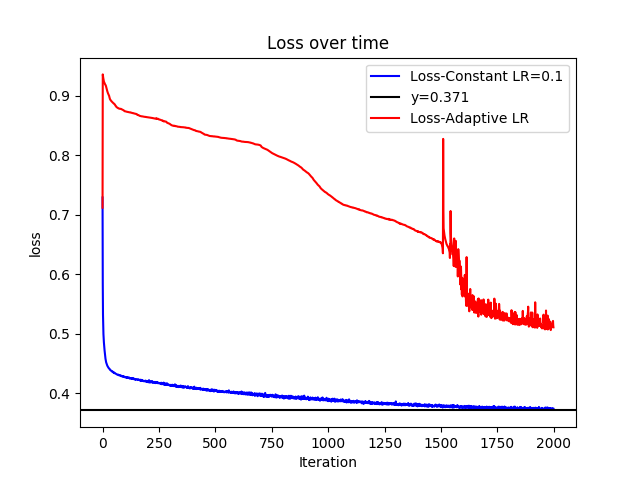 Loss over time
Loss-Constant LR=0.1
y=0.371
Loss-Adaptive LR
loss
0.9
0.8
0.7
0.6
0.5
0.4
0 250 500 750 1000 1250 1500 1750 2000
Iteration